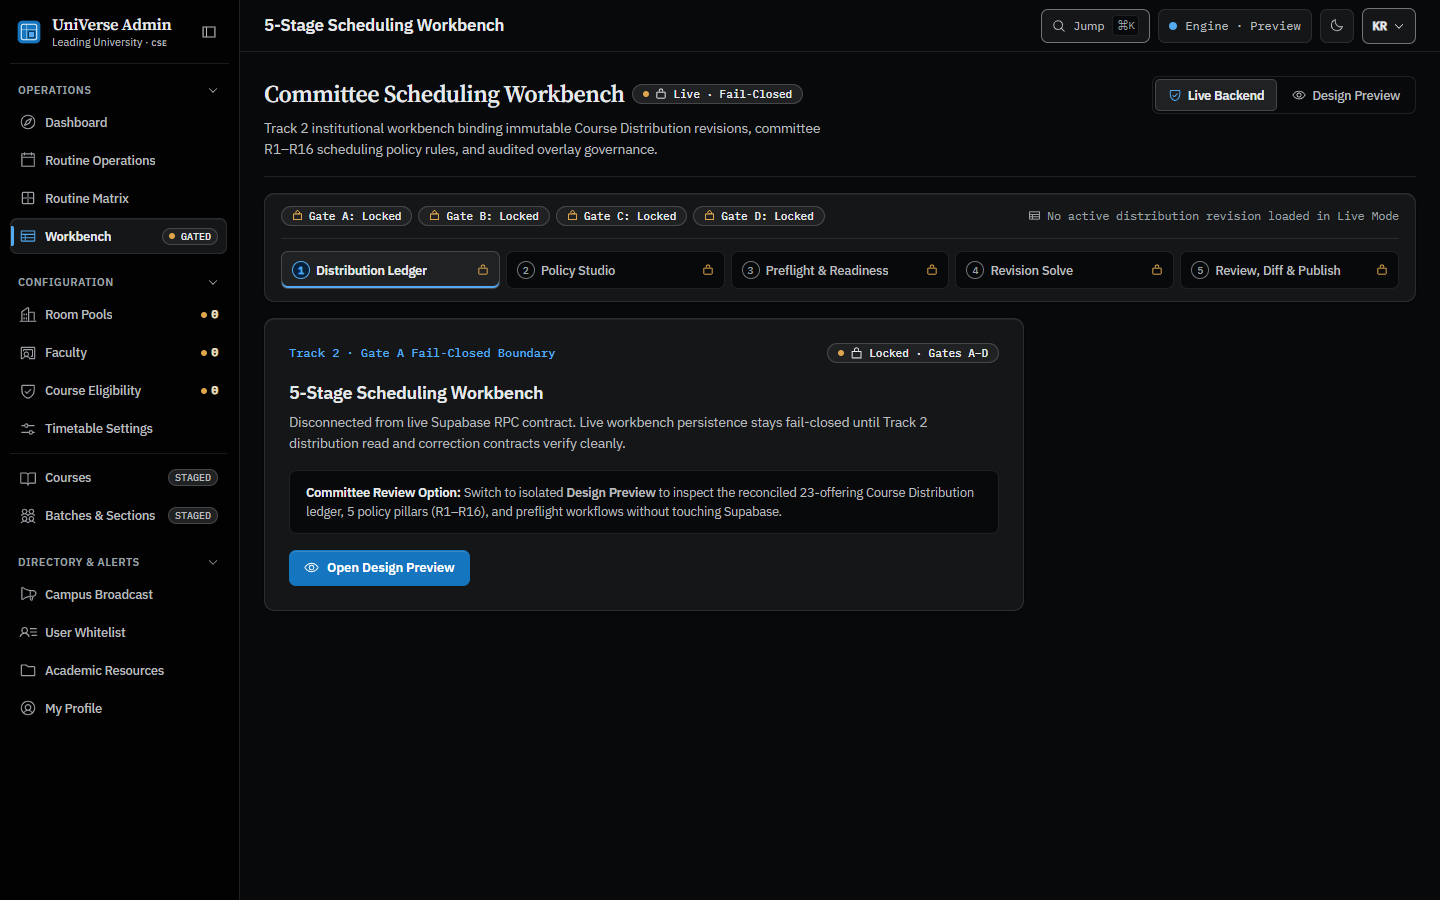 UniVerse Admin
Leading University · CSE
5-Stage Scheduling Workbench
Jump ⌘K
Engine · Preview
KR
OPERATIONS
Dashboard
Routine Operations
Routine Matrix
Workbench GATED
CONFIGURATION
Room Pools 0
Faculty 0
Course Eligibility 0
Timetable Settings
Courses STAGED
Batches & Sections STAGED
DIRECTORY & ALERTS
Campus Broadcast
User Whitelist
Academic Resources
My Profile
Committee Scheduling Workbench Live · Fail-Closed
Live Backend Design Preview
Track 2 institutional workbench binding immutable Course Distribution revisions, committee
R1–R16 scheduling policy rules, and audited overlay governance.
Gate A: Locked Gate B: Locked Gate C: Locked Gate D: Locked No active distribution revision loaded in Live Mode
1 Distribution Ledger 2 Policy Studio 3 Preflight & Readiness 4 Revision Solve 5 Review, Diff & Publish
Track 2 · Gate A Fail-Closed Boundary Locked · Gates A–D
5-Stage Scheduling Workbench
Disconnected from live Supabase RPC contract. Live workbench persistence stays fail-closed until Track 2
distribution read and correction contracts verify cleanly.
Committee Review Option: Switch to isolated Design Preview to inspect the reconciled 23-offering Course Distribution
ledger, 5 policy pillars (R1–R16), and preflight workflows without touching Supabase.
Open Design Preview